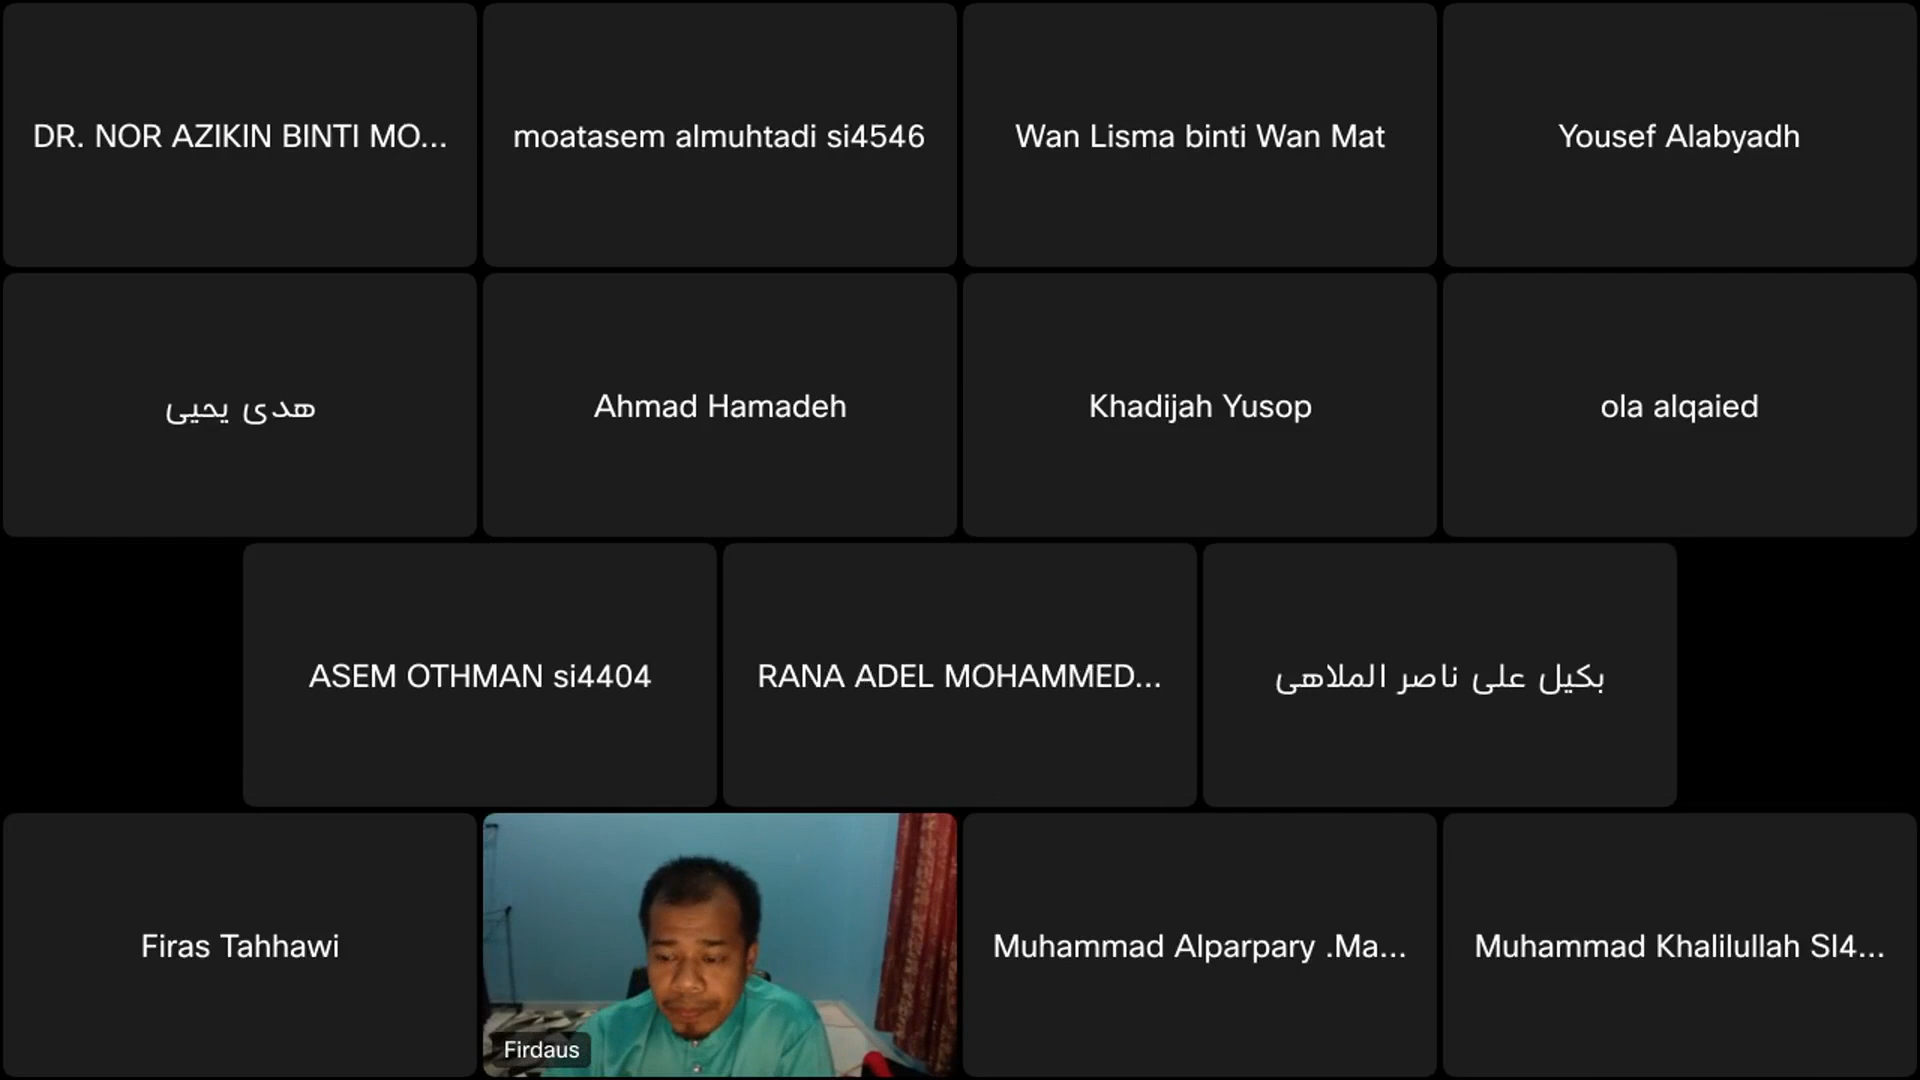 DR. NOR AZIKIN BINTI MO...
moatasem almuhtadi si4546
Wan Lisma binti Wan Mat
Yousef Alabyadh
هدى يحيى
Ahmad Hamadeh
Khadijah Yusop
ola alqaied
ASEM OTHMAN si4404
RANA ADEL MOHAMMED...
بكيل علي ناصر الملاهي
Firas Tahhawi
Firdaus
Muhammad Alparpary .Ma...
Muhammad Khalilullah SI4...